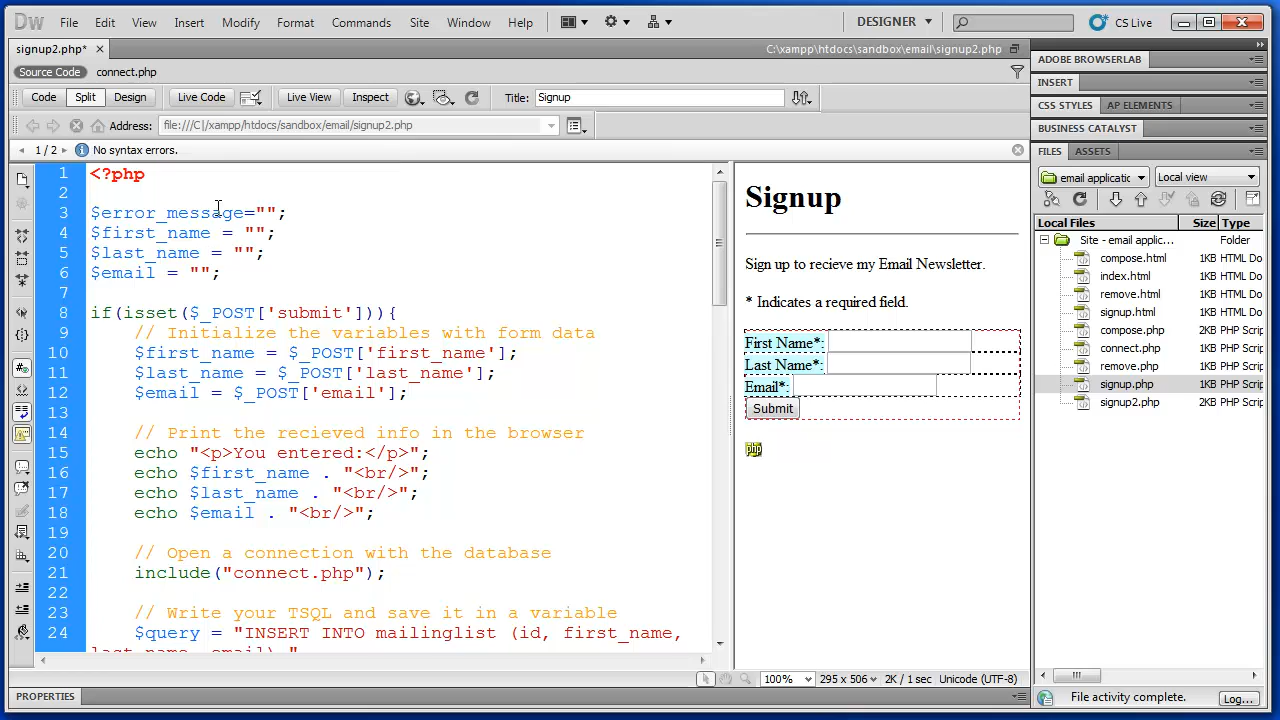 Dw File Edit View Insert Modify Format Commands Site Window Help DESIGNER CS Live
signup2.php* C:\xampp\htdocs\sandbox\email\signup2.php
Source Code connect.php
Code Split Design Live Code Live View Inspect Title: Signup
Address: file:///C|/xampp/htdocs/sandbox/email/signup2.php
1 / 2 No syntax errors.
1 <?php
2
3 $error_message="";
4 $first_name = "";
5 $last_name = "";
6 $email = "";
7
8 if(isset($_POST['submit'])){
9 // Initialize the variables with form data
10 $first_name = $_POST['first_name'];
11 $last_name = $_POST['last_name'];
12 $email = $_POST['email'];
13
14 // Print the recieved info in the browser
15 echo "<p>You entered:</p>";
16 echo $first_name . "<br/>";
17 echo $last_name . "<br/>";
18 echo $email . "<br/>";
19
20 // Open a connection with the database
21 include("connect.php");
22
23 // Write your TSQL and save it in a variable
24 $query = "INSERT INTO mailinglist (id, first_name,
last_name, email) "
Signup
Sign up to recieve my Email Newsletter.
* Indicates a required field.
First Name*:
Last Name*:
Email*:
Submit
php
100% 295 x 506 2K / 1 sec Unicode (UTF-8)
PROPERTIES
ADOBE BROWSERLAB
INSERT
CSS STYLES AP ELEMENTS
BUSINESS CATALYST
FILES ASSETS
email applicatic Local view
Local Files Size Type
Site - email applic... Folder
compose.html 1KB HTML Do
index.html 1KB HTML Do
remove.html 1KB HTML Do
signup.html 1KB HTML Do
compose.php 1KB PHP Scrip
connect.php 1KB PHP Scrip
remove.php 1KB PHP Scrip
signup.php 1KB PHP Scrip
signup2.php 2KB PHP Scrip
File activity complete. Log...